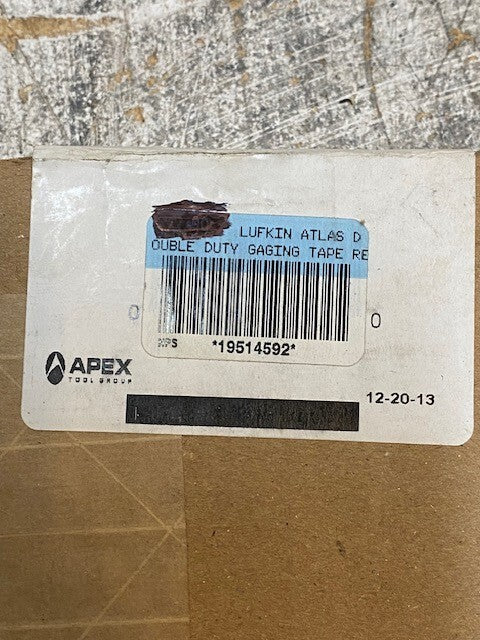 LUFKIN ATLAS D
OUBLE DUTY GAGING TAPE RE
0 0
*19514592*
APEX
TOOL GROUP
12-20-13